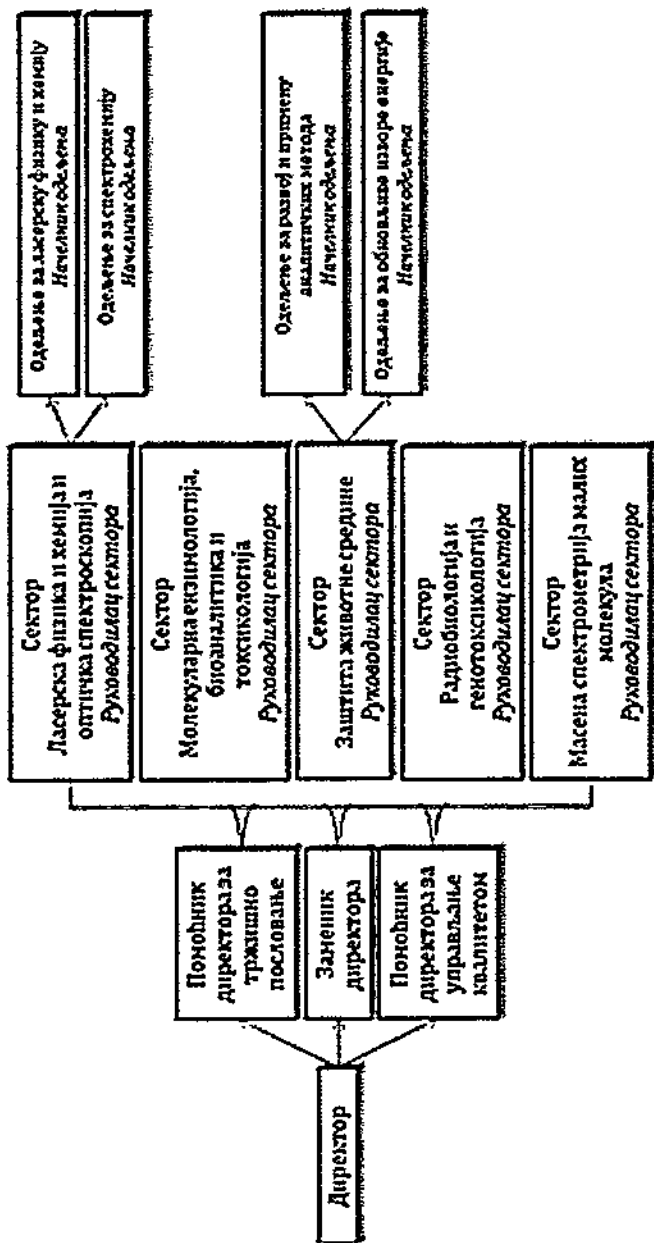 Директор
Помоћник
директора за
тржишно
пословање
Заменик
директора
Помоћник
директора за
управљање
квалитетом
Сектор
Ласерска физика и хемија и
оптичка спектроскопија
Руководилац сектора
Сектор
Молекуларна ензимологија,
биоаналитика и
токсикологија
Руководилац сектора
Сектор
Заштита животне средине
Руководилац сектора
Сектор
Радиобиологија и
генотоксикологија
Руководилац сектора
Сектор
Масена спектрометрија малих
молекула
Руководилац сектора
Одељење за ласерску физику и хемију
Начелник одељења
Одељење за спектрохемију
Начелник одељења
Одељење за развој и примену
аналитичких метода
Начелник одељења
Одељење за обновљиве изворе енергије
Начелник одељења